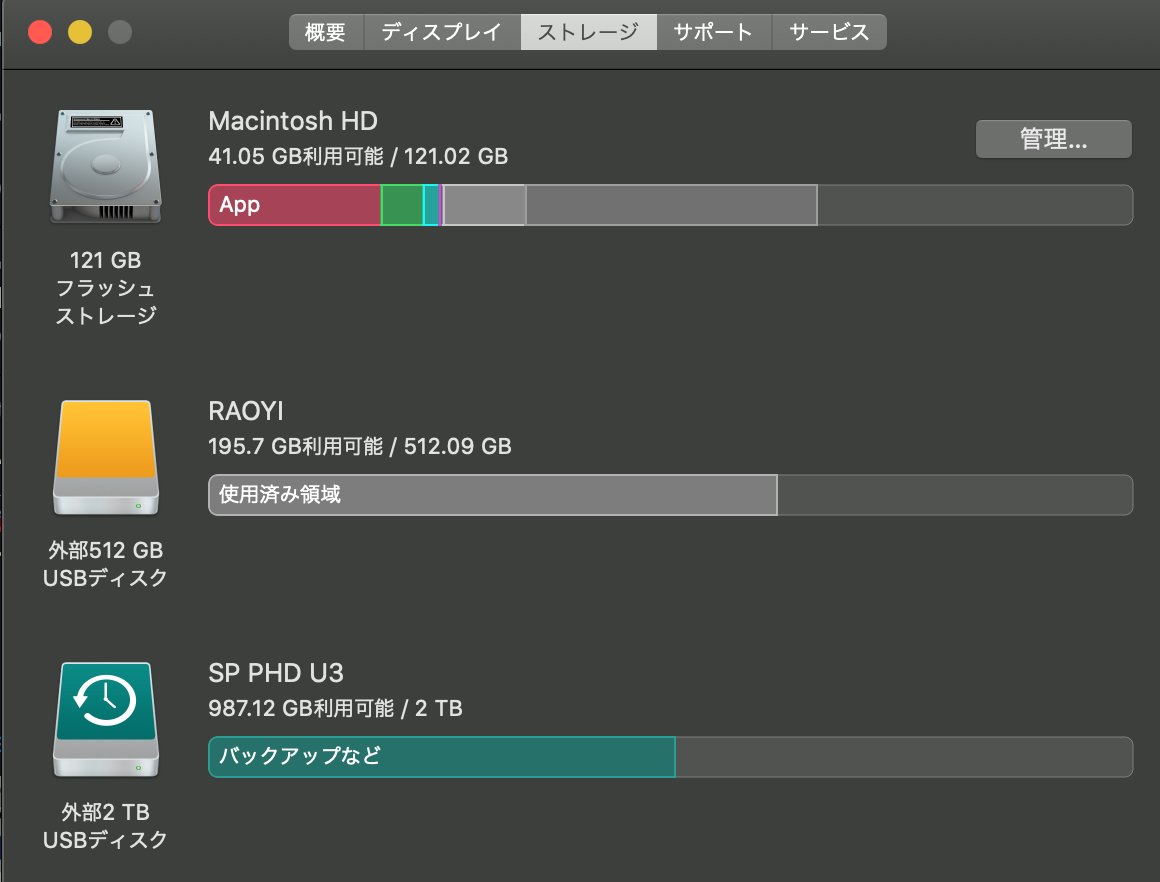 概要 ディスプレイ ストレージ サポート サービス
Macintosh HD
41.05 GB利用可能 / 121.02 GB
管理...
App
121 GB
フラッシュ
ストレージ
RAOYI
195.7 GB利用可能 / 512.09 GB
使用済み領域
外部512 GB
USBディスク
SP PHD U3
987.12 GB利用可能 / 2 TB
バックアップなど
外部2 TB
USBディスク